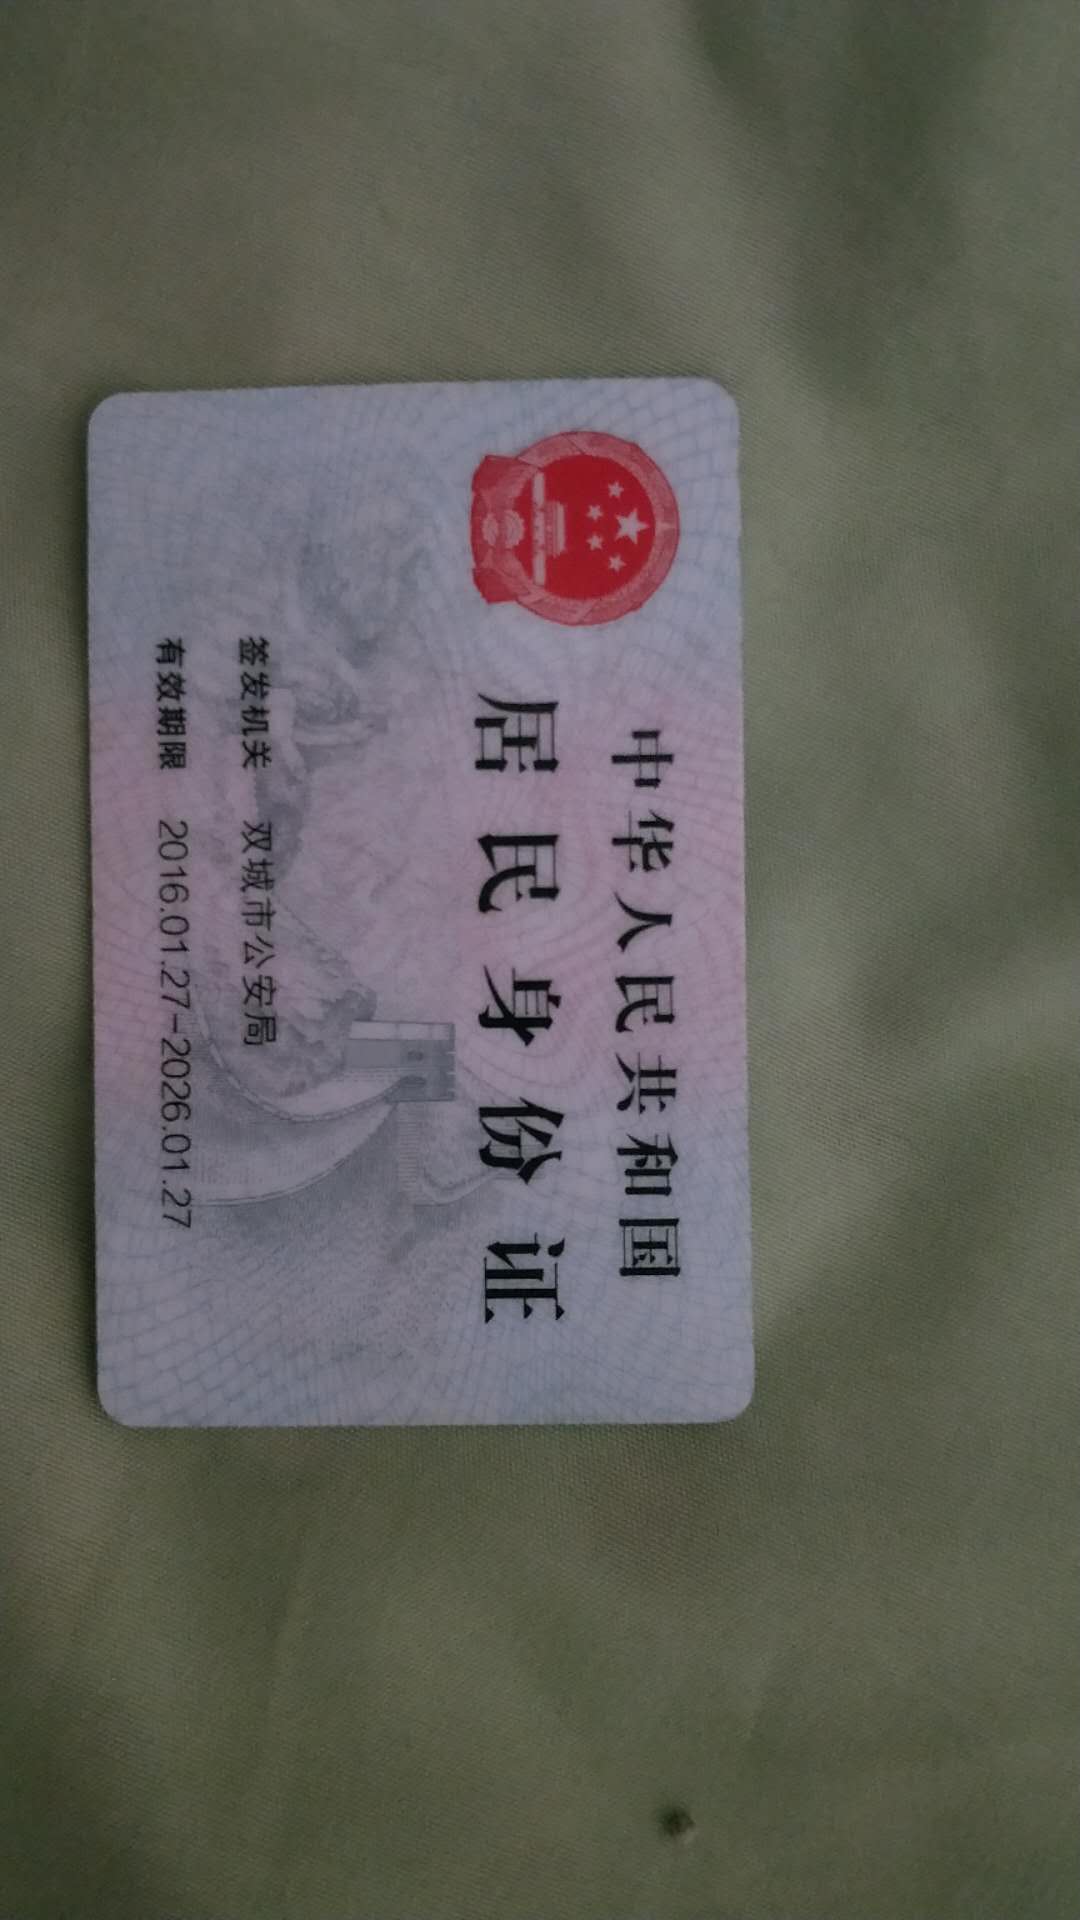 中华人民共和国
居民身份证
签发机关 双城市公安局
有效期限 2016.01.27-2026.01.27